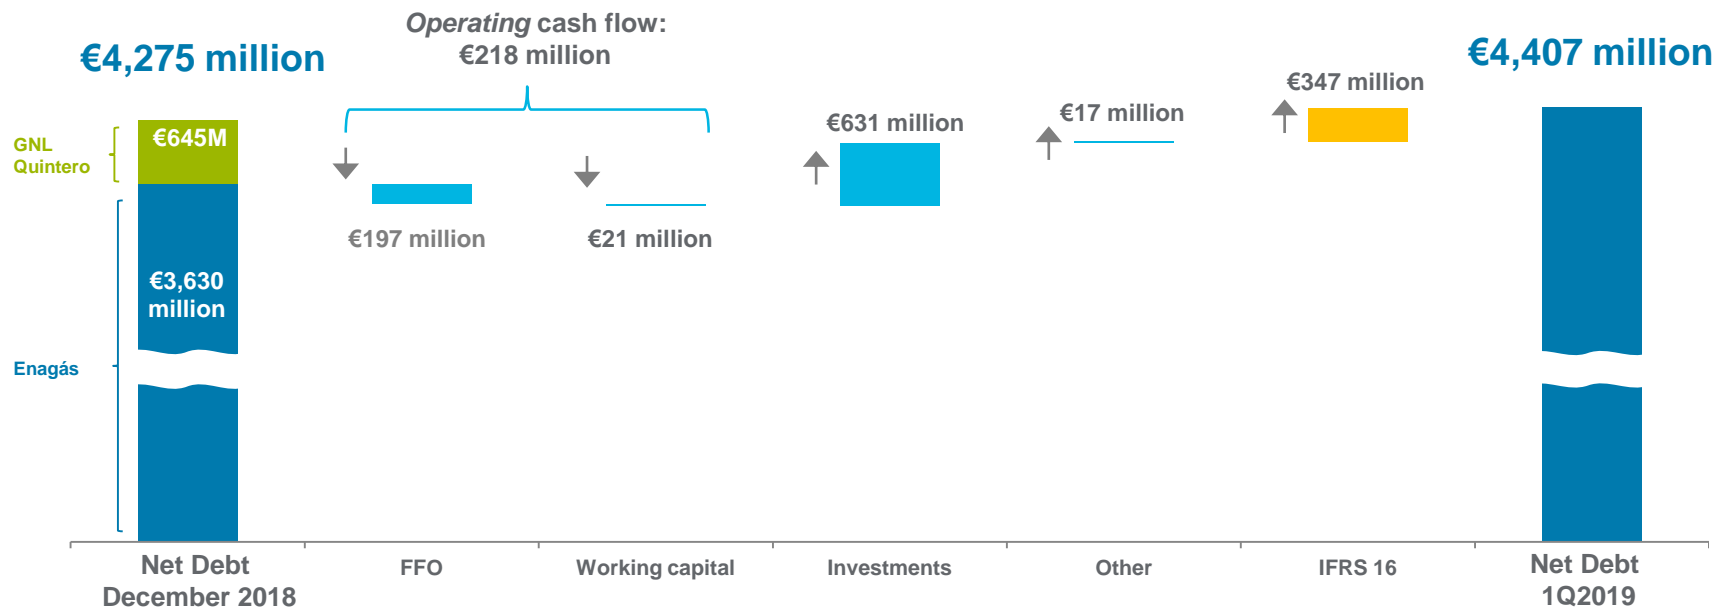 Operating cash flow:
€218 million
€4,275 million
€4,407 million
€347 million
€17 million
€631 million
GNL
Quintero
€645M
€197 million
€21 million
€3,630
million
Enagás
Net Debt
December 2018
FFO
Working capital
Investments
Other
IFRS 16
Net Debt
1Q2019